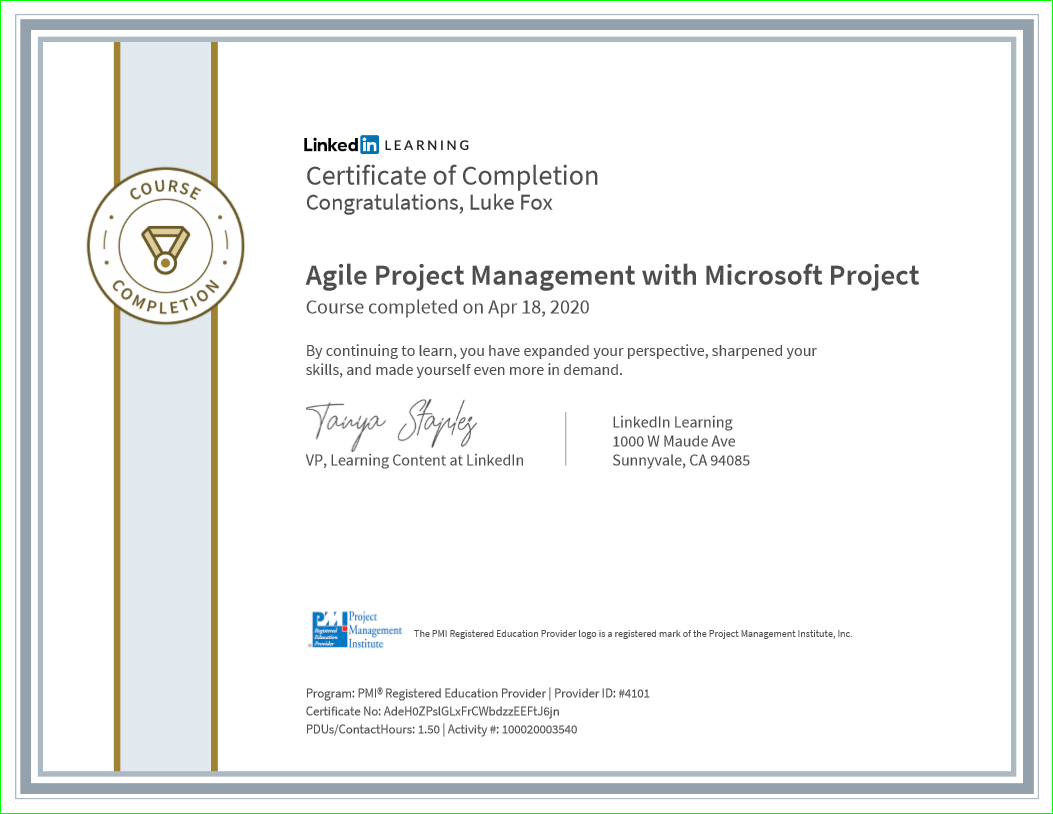 COURSE
COMPLETION
Linkedin LEARNING
Certificate of Completion
Congratulations, Luke Fox
Agile Project Management with Microsoft Project
Course completed on Apr 18, 2020
By continuing to learn, you have expanded your perspective, sharpened your
skills, and made yourself even more in demand.
Tanya Staples
VP, Learning Content at LinkedIn
LinkedIn Learning
1000 W Maude Ave
Sunnyvale, CA 94085
PMI
Registered
Education
Provider
Project
Management
Institute
The PMI Registered Education Provider logo is a registered mark of the Project Management Institute, Inc.
Program: PMI® Registered Education Provider | Provider ID: #4101
Certificate No: AdeH0ZPslGLxFrCWbdzzEEFtJ6jn
PDUs/ContactHours: 1.50 | Activity #: 100020003540